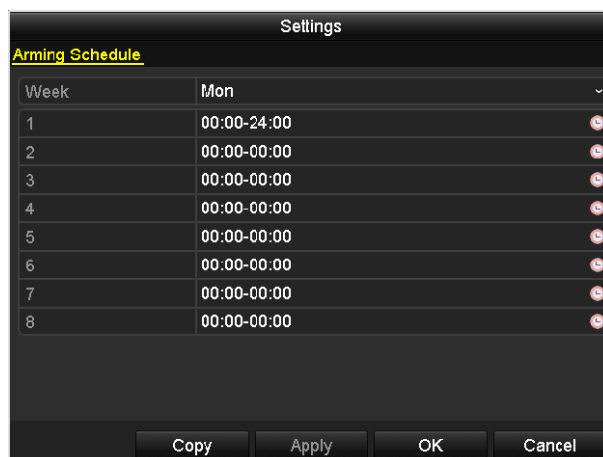 Settings
Arming Schedule
Week Mon
1 00:00-24:00
2 00:00-00:00
3 00:00-00:00
4 00:00-00:00
5 00:00-00:00
6 00:00-00:00
7 00:00-00:00
8 00:00-00:00
Copy Apply OK Cancel